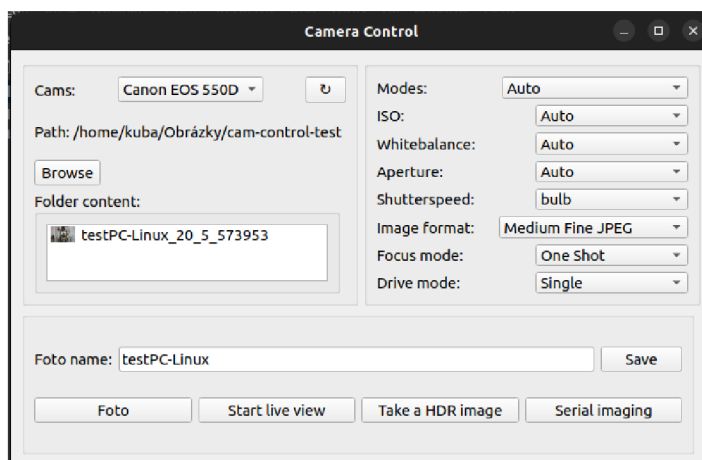 Camera Control
Cams: Canon EOS 550D
Path: /home/kuba/Obrázky/cam-control-test
Browse
Folder content:
testPC-Linux_20_5_573953
Modes: Auto
ISO: Auto
Whitebalance: Auto
Aperture: Auto
Shutterspeed: bulb
Image format: Medium Fine JPEG
Focus mode: One Shot
Drive mode: Single
Foto name: testPC-Linux Save
Foto Start live view Take a HDR image Serial imaging